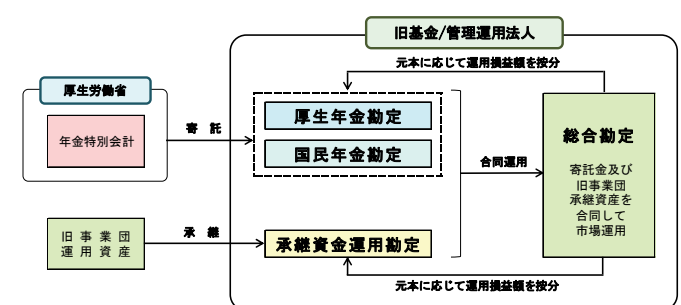 旧基金/管理運用法人
元本に応じて運用損益額を按分
厚生労働省
年金特別会計
寄 託
厚生年金勘定
国民年金勘定
合同運用
総合勘定
寄託金及び
旧事業団
承継資産を
合同して
市場運用
旧 事 業 団
運 用 資 産
承 継
承継資金運用勘定
元本に応じて運用損益額を按分